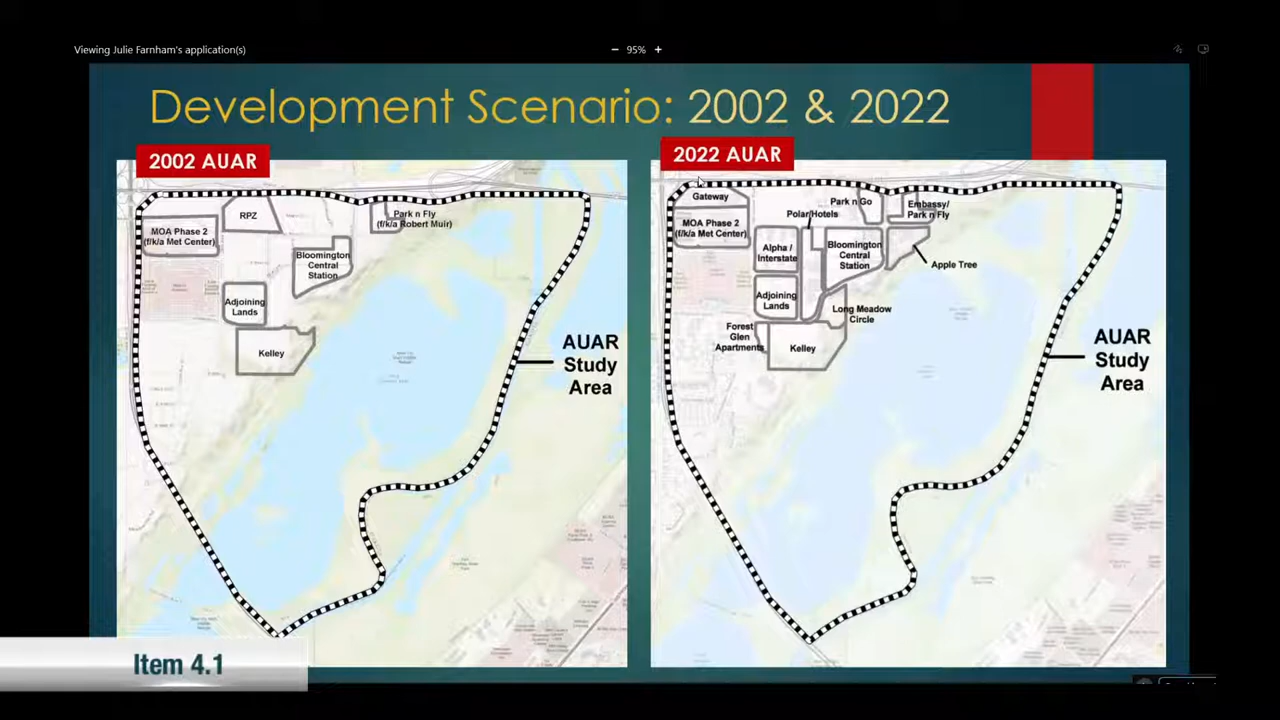 Viewing Julie Farnham's application(s)
− 95% +
Development Scenario: 2002 & 2022
2002 AUAR
RPZ
Park n Fly
(f/k/a Robert Muir)
MOA Phase 2
(f/k/a Met Center)
Bloomington
Central
Station
Adjoining
Lands
Kelley
AUAR
Study
Area
2022 AUAR
Gateway
Park n Go
Embassy/
Park n Fly
Polar/Hotels
MOA Phase 2
(f/k/a Met Center)
Alpha /
Interstate
Bloomington
Central
Station
Apple Tree
Adjoining
Lands
Long Meadow
Circle
Forest
Glen
Apartments
Kelley
AUAR
Study
Area
Item 4.1